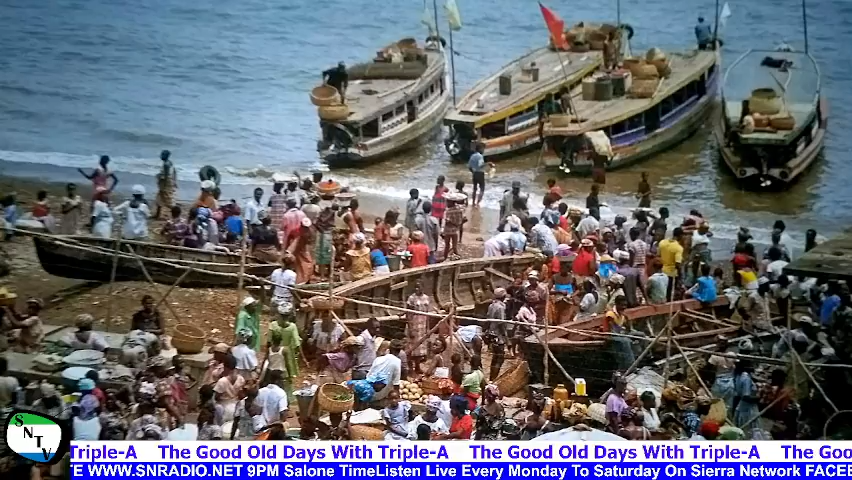 SNTV
Triple-A The Good Old Days With Triple-A The Good Old Days With Triple-A The Goo
TE WWW.SNRADIO.NET 9PM Salone TimeListen Live Every Monday To Saturday On Sierra Network FACEB